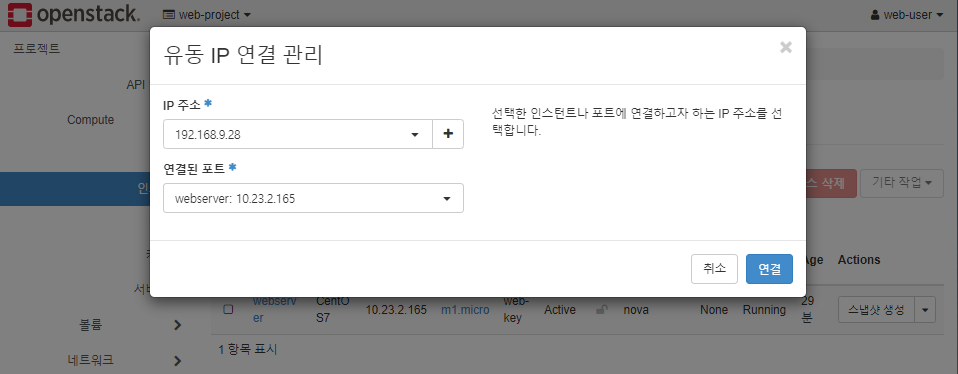 openstack.
web-project
web-user
프로젝트
API
Compute
유동 IP 연결 관리
×
IP 주소 *
192.168.9.28
+
선택한 인스턴트나 포트에 연결하고자 하는 IP 주소를 선
택합니다.
연결된 포트 *
webserver: 10.23.2.165
스 삭제
기타 작업
취소
연결
Age
Actions
webserv
er
CentO
S7
10.23.2.165
m1.micro
web-
key
Active
nova
None
Running
29
분
스냅샷 생성
1 항목 표시
볼륨
네트워크